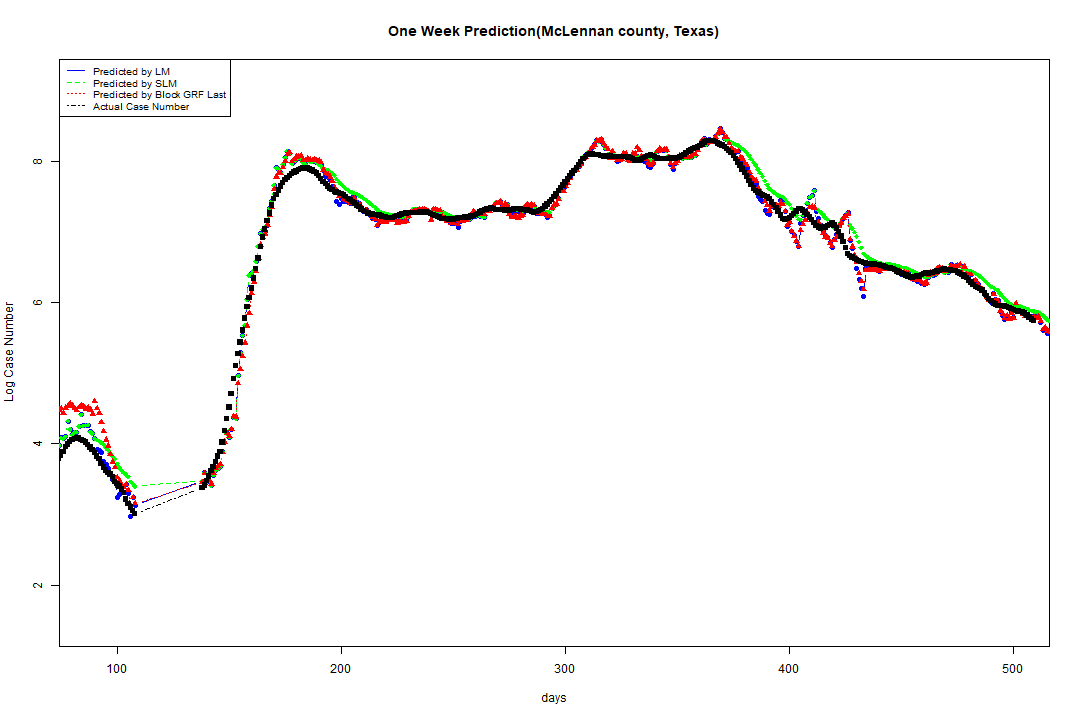 One Week Prediction(McLennan county, Texas)
Predicted by LM
Predicted by SLM
Predicted by Block GRF Last
Actual Case Number
8
6
4
2
Log Case Number
100 200 300 400 500
days